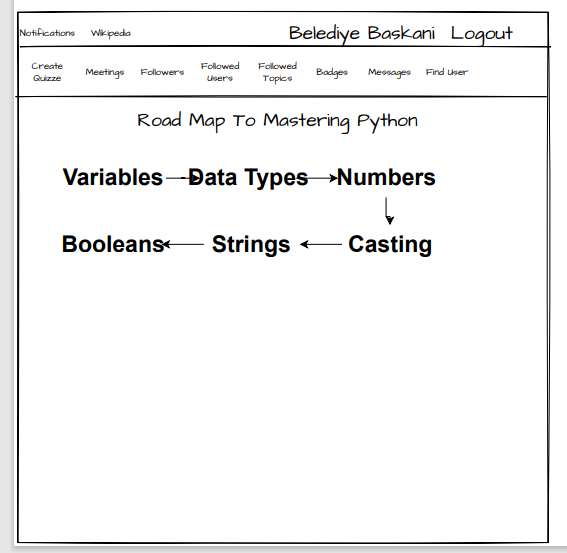 Notifications Wikipedia Belediye Baskani Logout
Create Quizze Meetings Followers Followed Users Followed Topics Badges Messages Find User
Road Map To Mastering Python
Variables Data Types Numbers
Booleans Strings Casting